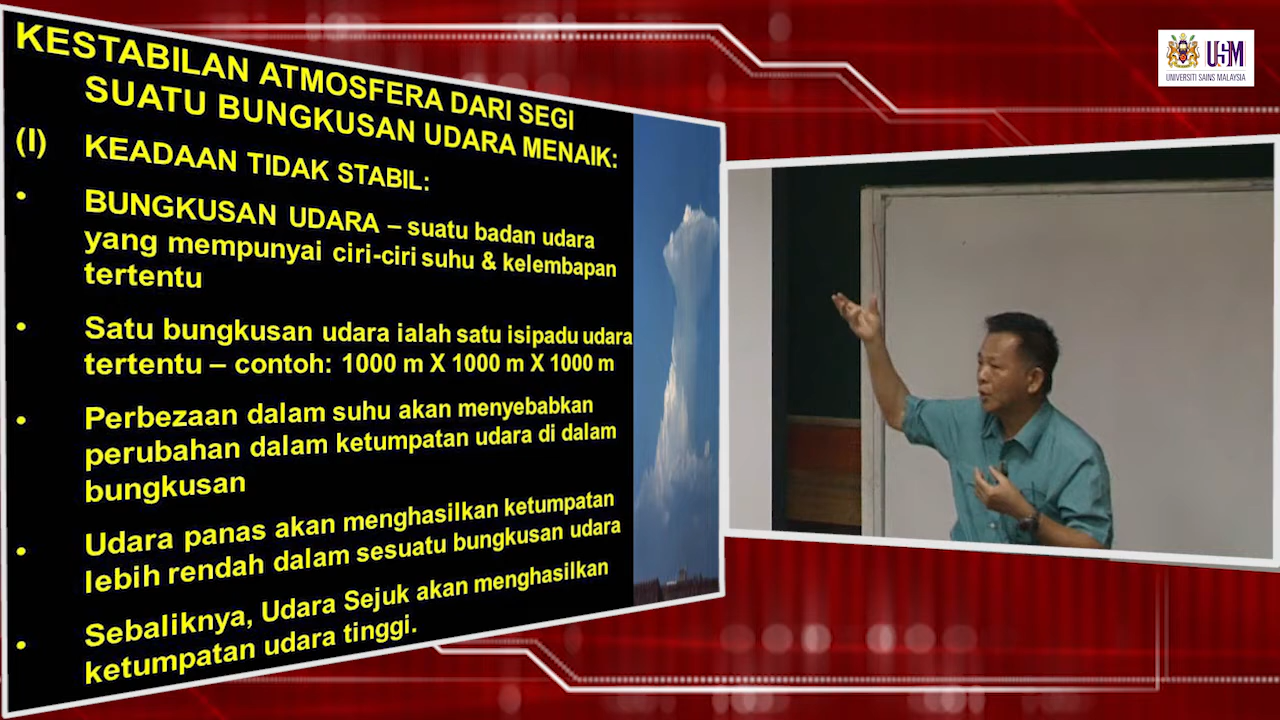 KESTABILAN ATMOSFERA DARI SEGI
SUATU BUNGKUSAN UDARA MENAIK:
(I) KEADAAN TIDAK STABIL:
• BUNGKUSAN UDARA – suatu badan udara
yang mempunyai ciri-ciri suhu & kelembapan
tertentu
• Satu bungkusan udara ialah satu isipadu udara
tertentu – contoh: 1000 m X 1000 m X 1000 m
• Perbezaan dalam suhu akan menyebabkan
perubahan dalam ketumpatan udara di dalam
bungkusan
• Udara panas akan menghasilkan ketumpatan
lebih rendah dalam sesuatu bungkusan udara
• Sebaliknya, Udara Sejuk akan menghasilkan
ketumpatan udara tinggi.
USM
UNIVERSITI SAINS MALAYSIA